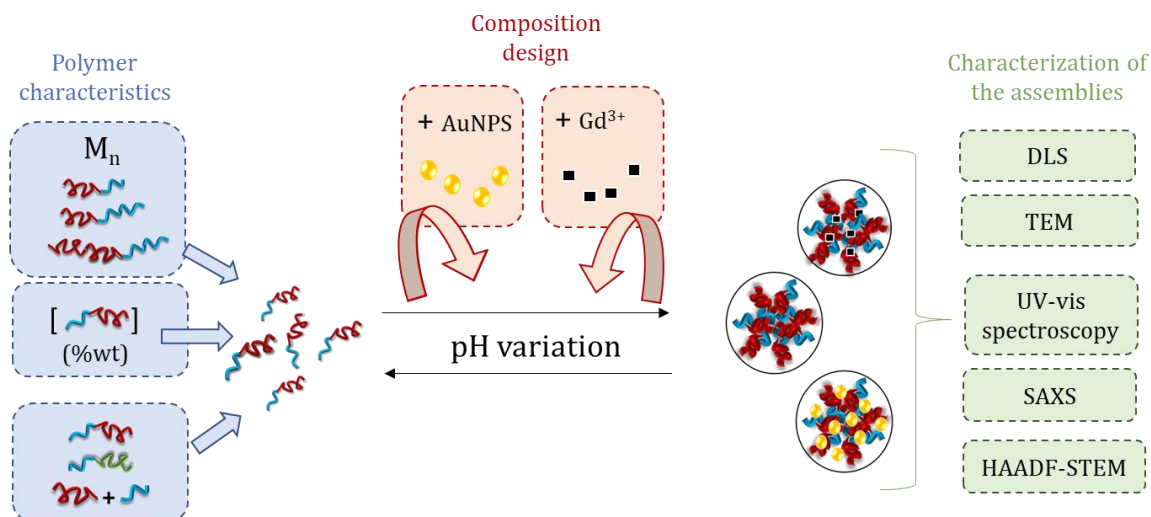 Composition
design
Polymer
characteristics
Characterization of
the assemblies
Mₙ
+ AuNPS
+ Gd³⁺
DLS
TEM
[ ]
(%wt)
pH variation
UV-vis
spectroscopy
SAXS
+
HAADF-STEM